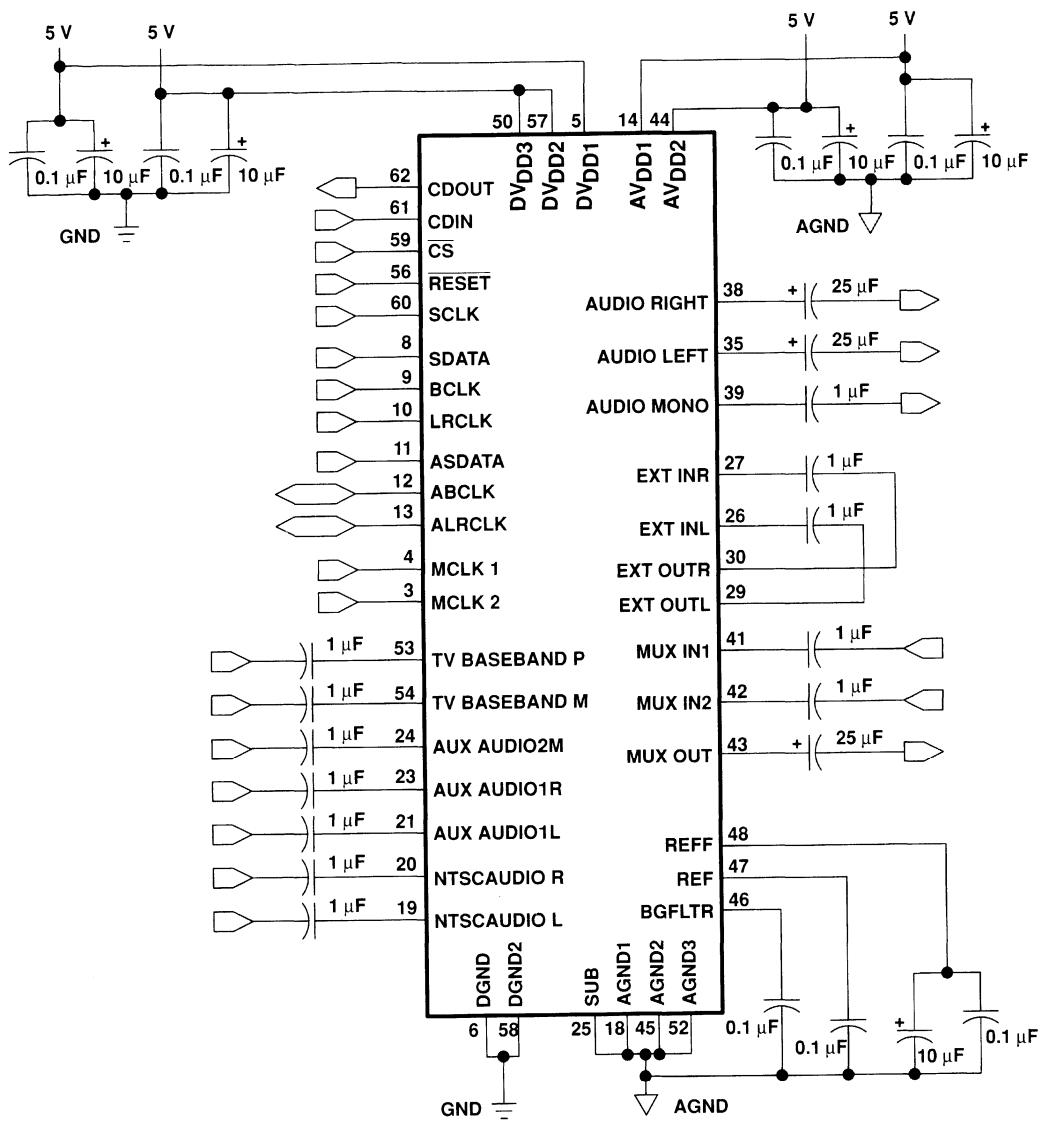 5 V
5 V
5 V
5 V
50
57
5
14
44
+
0.1 µF
10 µF
0.1 µF
+
10 µF
0.1 µF
+
10 µF
0.1 µF
+
10 µF
GND
AGND
DVDD3
DVDD2
DVDD1
AVDD1
AVDD2
62 CDOUT
61 CDIN
59 CS
56 RESET
60 SCLK
8 SDATA
9 BCLK
10 LRCLK
11 ASDATA
12 ABCLK
13 ALRCLK
4 MCLK 1
3 MCLK 2
1 µF 53 TV BASEBAND P
1 µF 54 TV BASEBAND M
1 µF 24 AUX AUDIO2M
1 µF 23 AUX AUDIO1R
1 µF 21 AUX AUDIO1L
1 µF 20 NTSCAUDIO R
1 µF 19 NTSCAUDIO L
AUDIO RIGHT 38 + 25 µF
AUDIO LEFT 35 + 25 µF
AUDIO MONO 39 1 µF
EXT INR 27 1 µF
EXT INL 26 1 µF
EXT OUTR 30
EXT OUTL 29
MUX IN1 41 1 µF
MUX IN2 42 1 µF
MUX OUT 43 + 25 µF
REFF 48
REF 47
BGFLTR 46
DGND
DGND2
SUB
AGND1
AGND2
AGND3
6
58
25
18
45
52
0.1 µF
0.1 µF
+
10 µF
0.1 µF
GND
AGND